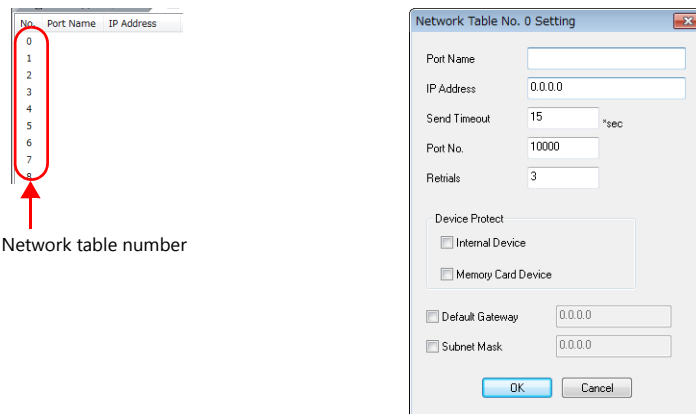 No. Port Name IP Address
0
1
2
3
4
5
6
7
8
Network table number
Network Table No. 0 Setting
Port Name
IP Address 0.0.0.0
Send Timeout 15 *sec
Port No. 10000
Retrials 3
Device Protect
Internal Device
Memory Card Device
Default Gateway 0.0.0.0
Subnet Mask 0.0.0.0
OK Cancel